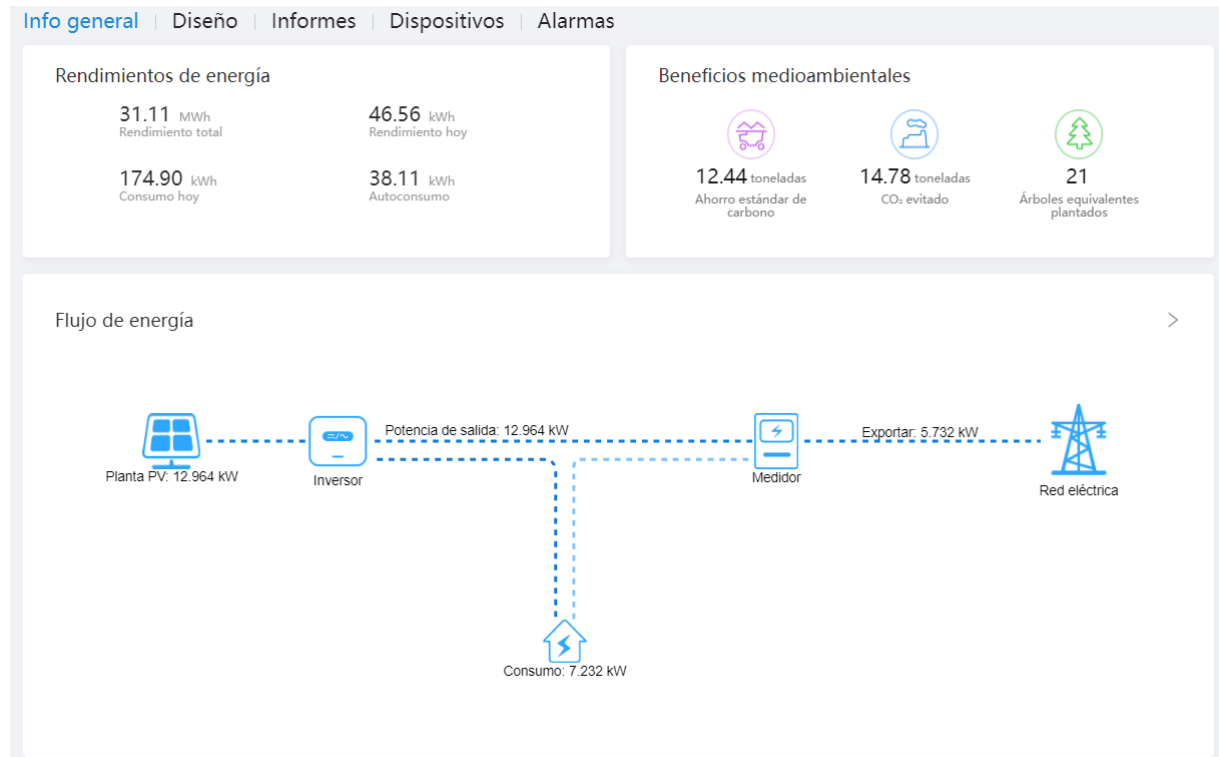 Info general | Diseño | Informes | Dispositivos | Alarmas
Rendimientos de energía
31.11 MWh
Rendimiento total
46.56 kWh
Rendimiento hoy
174.90 kWh
Consumo hoy
38.11 kWh
Autoconsumo
Beneficios medioambientales
12.44 toneladas
Ahorro estándar de
carbono
14.78 toneladas
CO₂ evitado
21
Árboles equivalentes
plantados
Flujo de energía
Planta PV: 12.964 kW
Inversor
Potencia de salida: 12.964 kW
Medidor
Exportar: 5.732 kW
Red eléctrica
Consumo: 7.232 kW